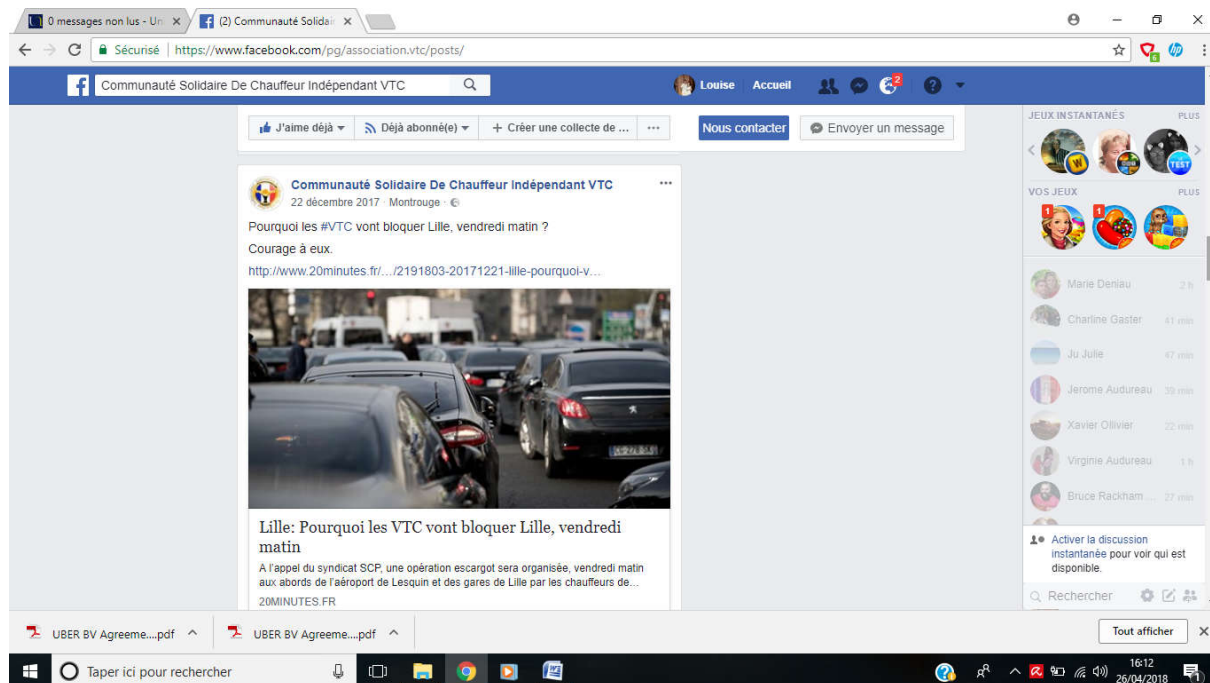 0 messages non lus - Un
(2) Communauté Solidair
Sécurisé | https://www.facebook.com/pg/association.vtc/posts/
6
Communauté Solidaire De Chauffeur Indépendant VTC
Louise Accueil
2
J'aime déjà Déjà abonné(e) + Créer une collecte de ... ...
Nous contacter Envoyer un message
JEUX INSTANTANÉS PLUS
W TEST
VOS JEUX PLUS
1 1
Communauté Solidaire De Chauffeur Indépendant VTC
22 décembre 2017 · Montrouge ·
Pourquoi les #VTC vont bloquer Lille, vendredi matin ?
Courage à eux.
http://www.20minutes.fr/.../2191803-20171221-lille-pourquoi-v...
Lille: Pourquoi les VTC vont bloquer Lille, vendredi
matin
A l'appel du syndicat SCP, une opération escargot sera organisée, vendredi matin
aux abords de l'aéroport de Lesquin et des gares de Lille par les chauffeurs de...
20MINUTES.FR
Marie Deniau 2 h
Charline Gaster 41 min
Ju Julie 47 min
Jerome Audureau 39 min
Xavier Ollivier 22 min
Virginie Audureau 1 h
Bruce Rackham ... 27 min
Activer la discussion
instantanée pour voir qui est
disponible.
Rechercher
UBER BV Agreeme....pdf
UBER BV Agreeme....pdf
Tout afficher
Taper ici pour rechercher
16:12
26/04/2018